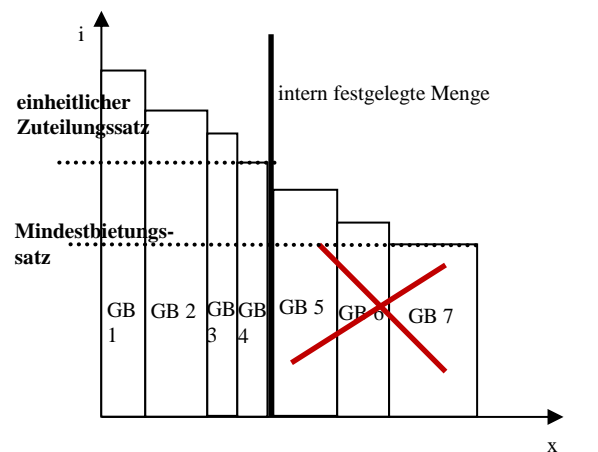 i
intern festgelegte Menge
einheitlicher
Zuteilungssatz
Mindestbietungs-
satz
GB
1
GB 2
GB
3
GB
4
GB 5
GB 6
GB 7
x